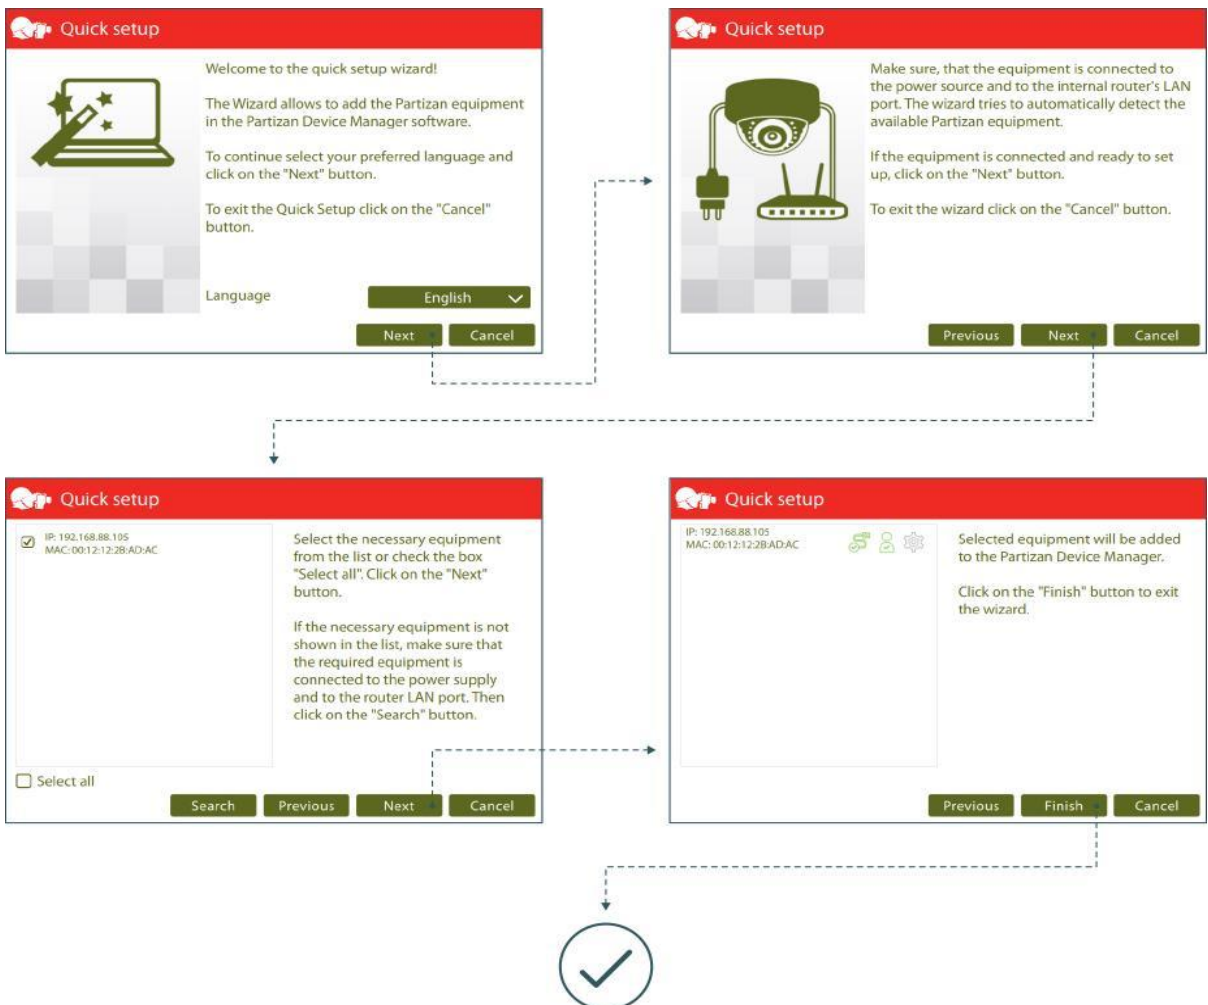 Quick setup
Welcome to the quick setup wizard!
The Wizard allows to add the Partizan equipment
in the Partizan Device Manager software.
To continue select your preferred language and
click on the "Next" button.
To exit the Quick Setup click on the "Cancel"
button.
Language
English
Next
Cancel
Quick setup
Make sure, that the equipment is connected to
the power source and to the internal router's LAN
port. The wizard tries to automatically detect the
available Partizan equipment.
If the equipment is connected and ready to set
up, click on the "Next" button.
To exit the wizard click on the "Cancel" button.
Previous
Next
Cancel
Quick setup
IP: 192.168.88.105
MAC: 00:12:12:2B:AD:AC
Select the necessary equipment
from the list or check the box
"Select all". Click on the "Next"
button.
If the necessary equipment is not
shown in the list, make sure that
the required equipment is
connected to the power supply
and to the router LAN port. Then
click on the "Search" button.
Select all
Search
Previous
Next
Cancel
Quick setup
IP: 192.168.88.105
MAC: 00:12:12:2B:AD:AC
Selected equipment will be added
to the Partizan Device Manager.
Click on the "Finish" button to exit
the wizard.
Previous
Finish
Cancel